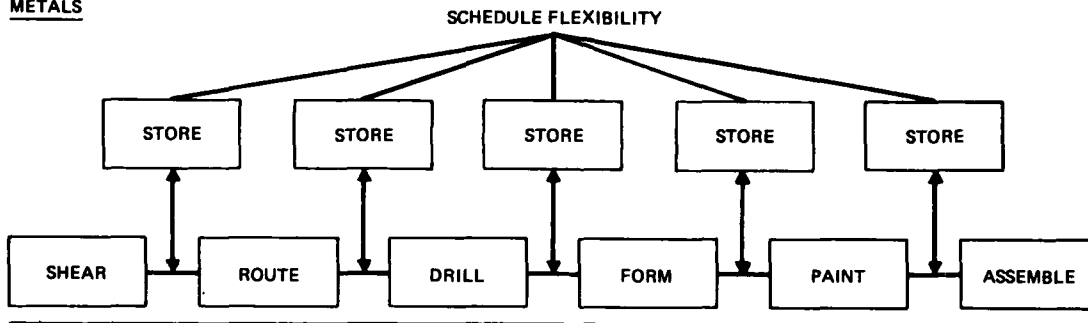 METALS
SCHEDULE FLEXIBILITY
STORE STORE STORE STORE STORE
SHEAR ROUTE DRILL FORM PAINT ASSEMBLE